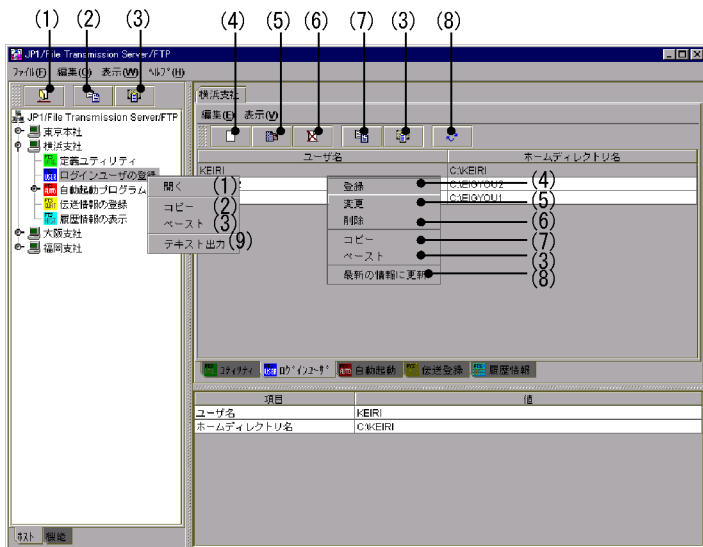 (1) (2) (3) (4) (5) (6) (7) (3) (8)
JP1/File Transmission Server/FTP
ファイル(F) 編集(O) 表示(W) ヘルプ(H)
JP1/File Transmission Server/FTP
東京本社
横浜支社
定義ユティリティ
ログインユーザの登録
自動起動プログラム
伝送情報の登録
履歴情報の表示
大阪支社
福岡支社
開く (1)
コピー (2)
ペースト (3)
テキスト出力 (9)
横浜支社
編集(E) 表示(V)
ユーザ名 ホームディレクトリ名
KEIRI C:\KEIRI
2 C:\EIGYOU2
C:\EIGYOU1
登録 (4)
変更 (5)
削除 (6)
コピー (7)
ペースト (3)
最新の情報に更新 (8)
ユティリティ ログインユーザ 自動起動 伝送登録 履歴情報
項目 値
ユーザ名 KEIRI
ホームディレクトリ名 C:\KEIRI
ホスト 機能